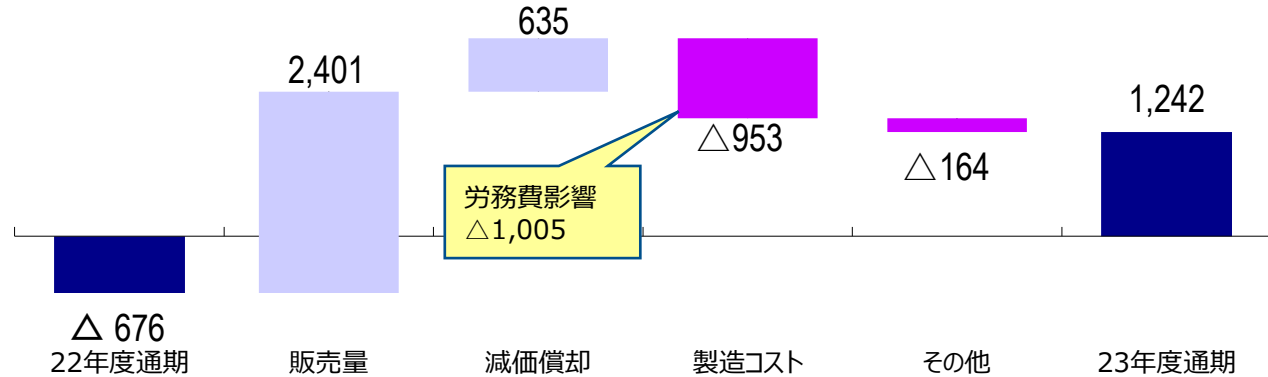 635
2,401
1,242
△953
△164
労務費影響
△1,005
△ 676
22年度通期
販売量
減価償却
製造コスト
その他
23年度通期